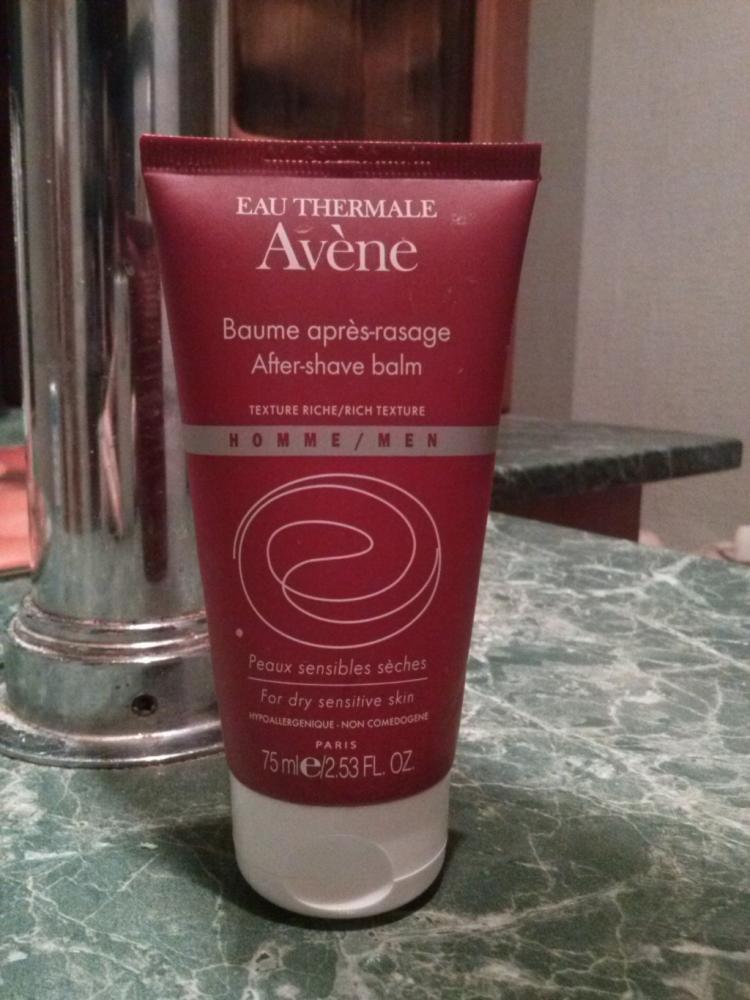 EAU THERMALE
Avène
Baume après-rasage
After-shave balm
TEXTURE RICHE/RICH TEXTURE
HOMME/MEN
Peaux sensibles sèches
For dry sensitive skin
HYPOALLERGENIQUE - NON COMEDOGENE
PARIS
75 ml℮/2.53 FL. OZ.